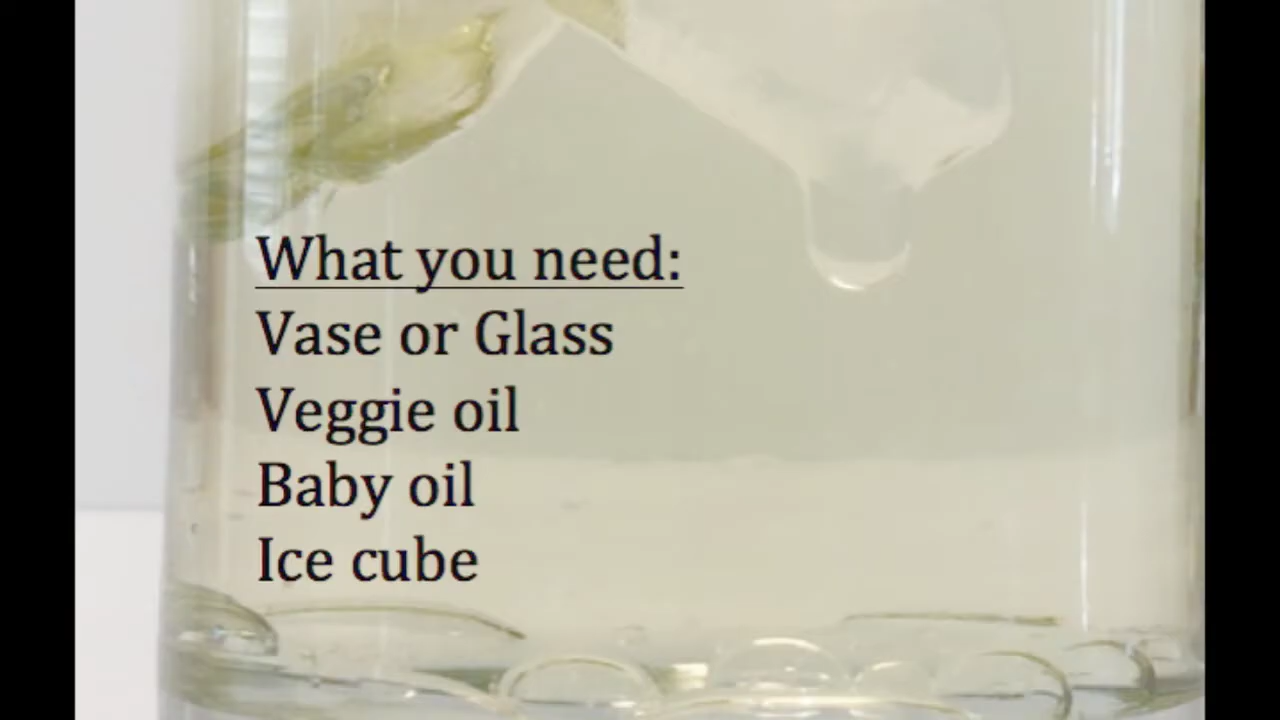 What you need:
Vase or Glass
Veggie oil
Baby oil
Ice cube